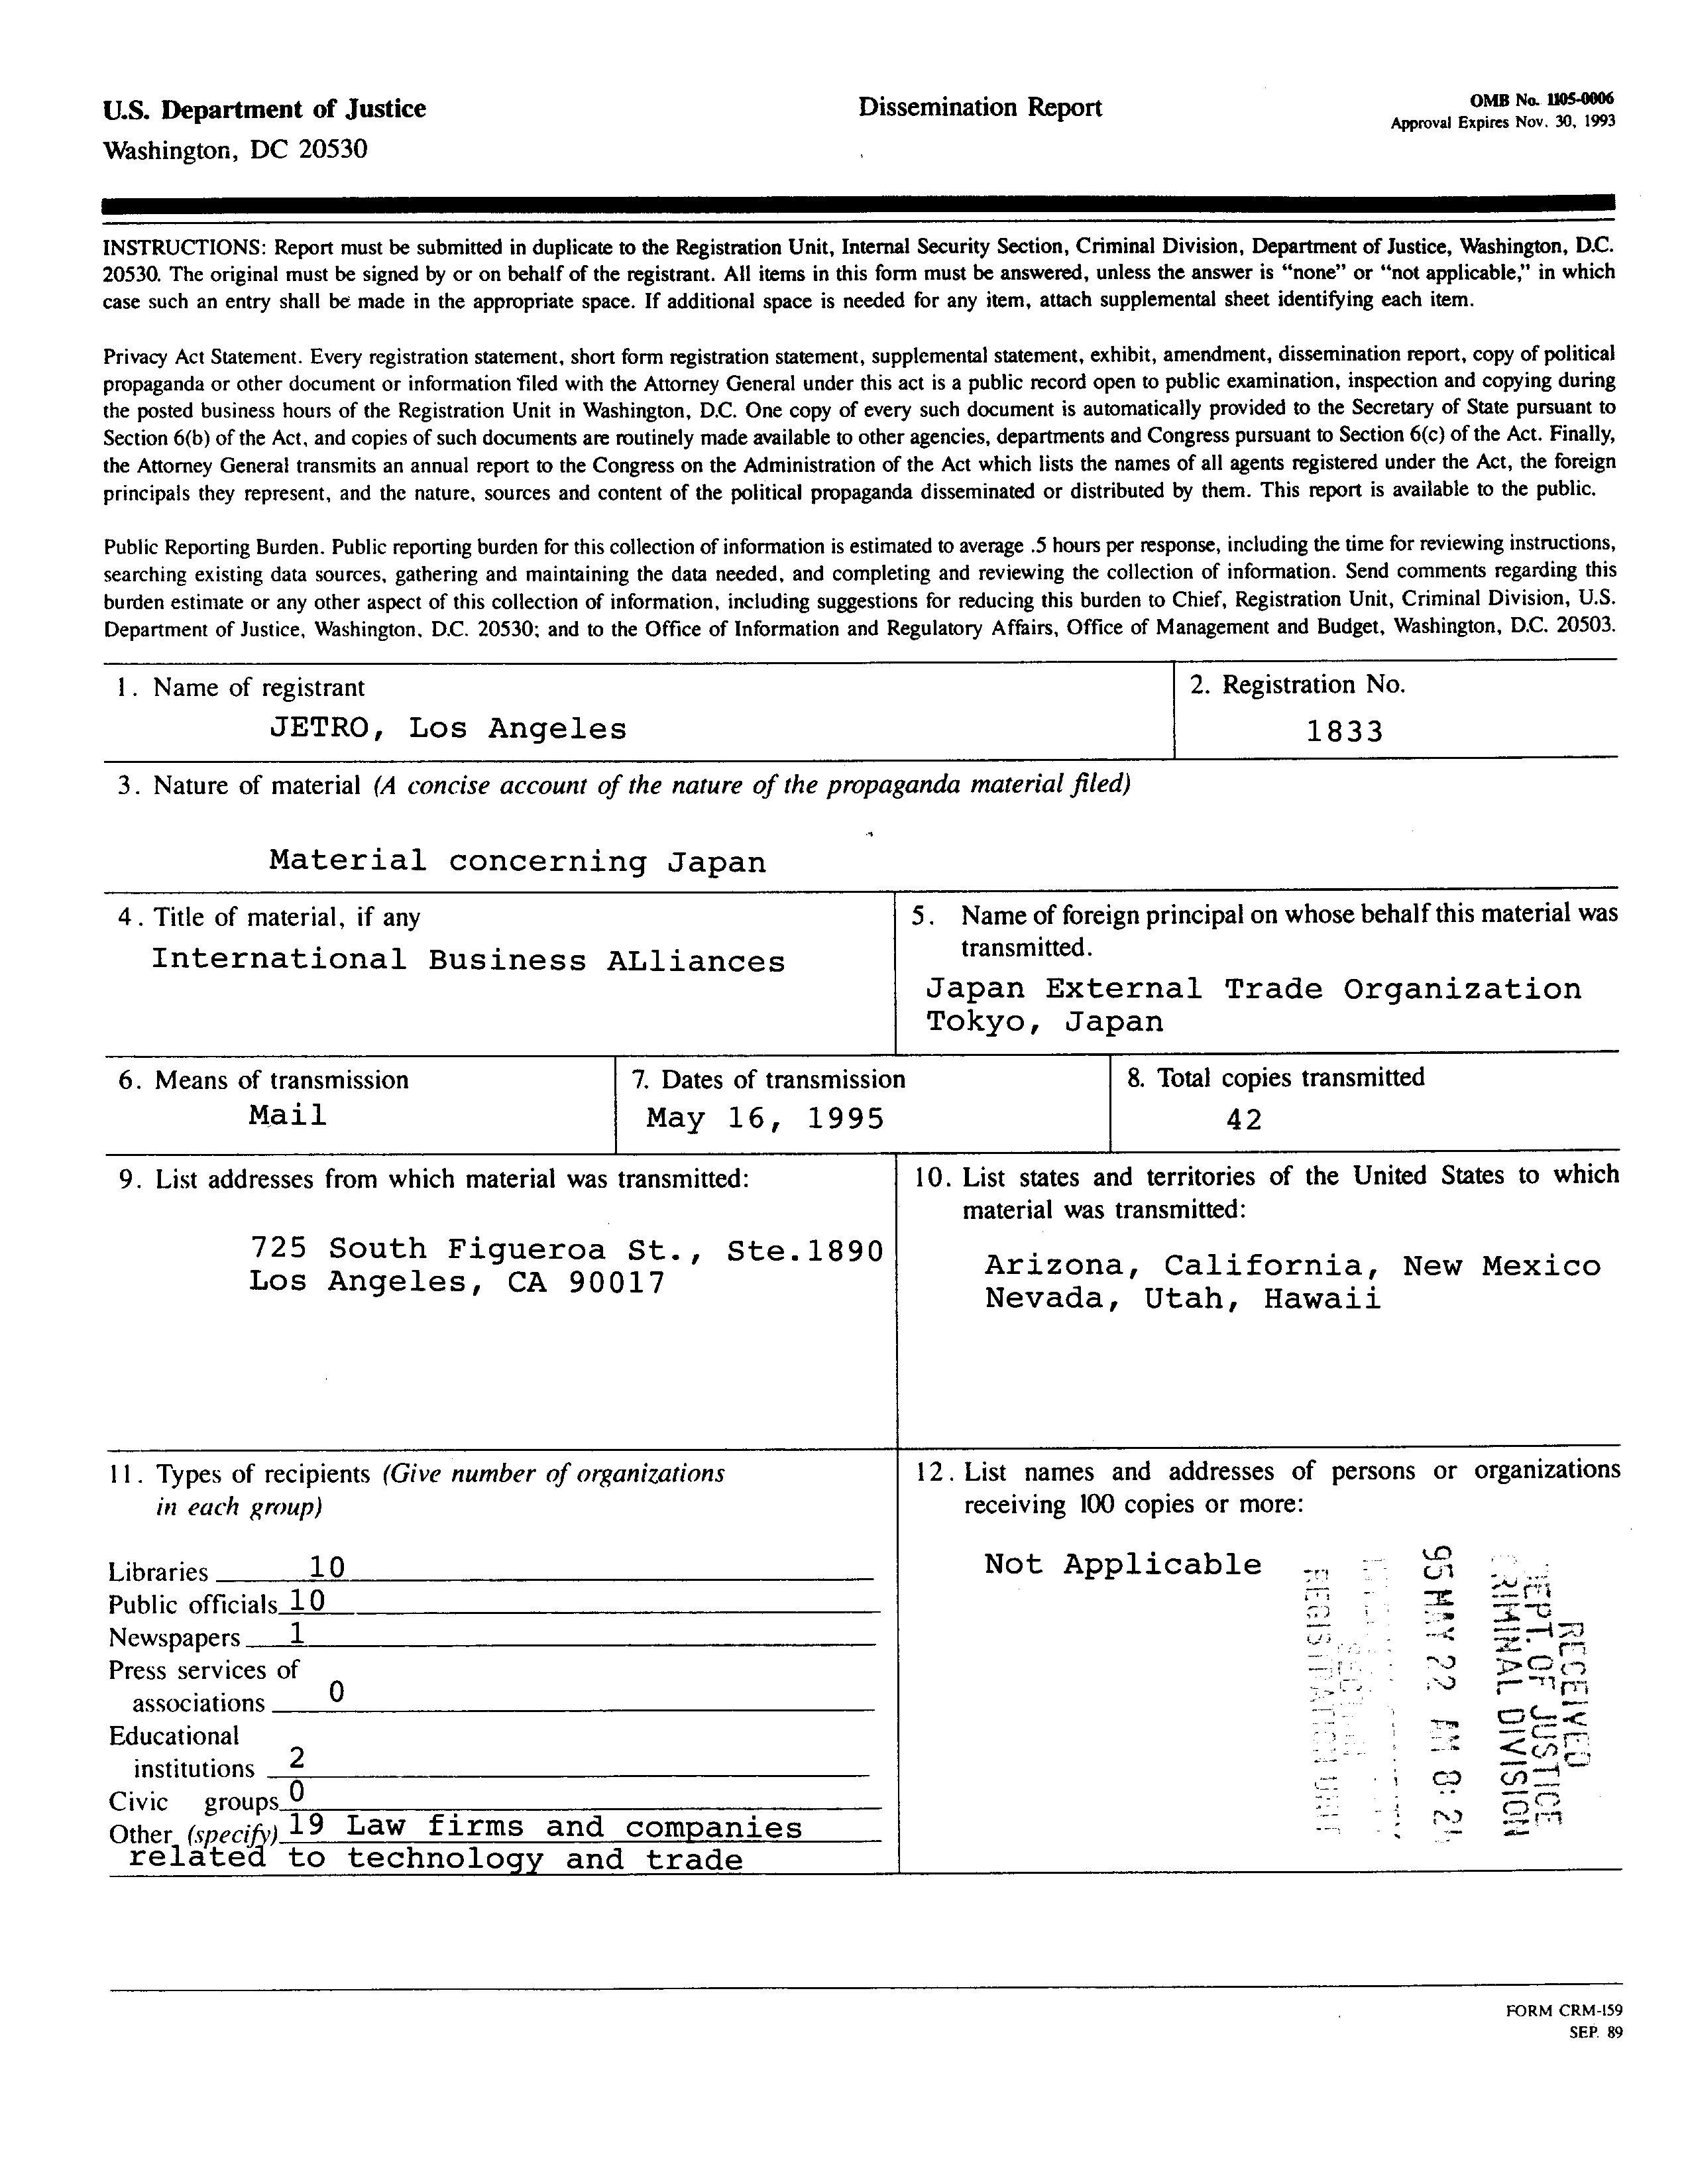 U.S. Department of Justice
Washington, DC 20530
Dissemination Report
OMB No. 1105-0006
Approval Expires Nov. 30, 1993
INSTRUCTIONS: Report must be submitted in duplicate to the Registration Unit, Internal Security Section, Criminal Division, Department of Justice, Washington, D.C.
20530. The original must be signed by or on behalf of the registrant. All items in this form must be answered, unless the answer is “none” or “not applicable,” in which
case such an entry shall be made in the appropriate space. If additional space is needed for any item, attach supplemental sheet identifying each item.
Privacy Act Statement. Every registration statement, short form registration statement, supplemental statement, exhibit, amendment, dissemination report, copy of political
propaganda or other document or information filed with the Attorney General under this act is a public record open to public examination, inspection and copying during
the posted business hours of the Registration Unit in Washington, D.C. One copy of every such document is automatically provided to the Secretary of State pursuant to
Section 6(b) of the Act, and copies of such documents are routinely made available to other agencies, departments and Congress pursuant to Section 6(c) of the Act. Finally,
the Attorney General transmits an annual report to the Congress on the Administration of the Act which lists the names of all agents registered under the Act, the foreign
principals they represent, and the nature, sources and content of the political propaganda disseminated or distributed by them. This report is available to the public.
Public Reporting Burden. Public reporting burden for this collection of information is estimated to average .5 hours per response, including the time for reviewing instructions,
searching existing data sources, gathering and maintaining the data needed, and completing and reviewing the collection of information. Send comments regarding this
burden estimate or any other aspect of this collection of information, including suggestions for reducing this burden to Chief, Registration Unit, Criminal Division, U.S.
Department of Justice, Washington, D.C. 20530; and to the Office of Information and Regulatory Affairs, Office of Management and Budget, Washington, D.C. 20503.
1. Name of registrant
JETRO, Los Angeles
2. Registration No.
1833
3. Nature of material (A concise account of the nature of the propaganda material filed)
Material concerning Japan
4. Title of material, if any
International Business ALliances
5. Name of foreign principal on whose behalf this material was
transmitted.
Japan External Trade Organization
Tokyo, Japan
6. Means of transmission
Mail
7. Dates of transmission
May 16, 1995
8. Total copies transmitted
42
9. List addresses from which material was transmitted:
725 South Figueroa St., Ste.1890
Los Angeles, CA 90017
10. List states and territories of the United States to which
material was transmitted:
Arizona, California, New Mexico
Nevada, Utah, Hawaii
11. Types of recipients (Give number of organizations
in each group)
Libraries 10
Public officials 10
Newspapers 1
Press services of
associations 0
Educational
institutions 2
Civic groups 0
Other (specify) 19 Law firms and companies
related to technology and trade
12. List names and addresses of persons or organizations
receiving 100 copies or more:
Not Applicable
RECEIVED
DEPT. OF JUSTICE
CRIMINAL DIVISION
95 MAY 22 AM 8:
REGISTRATION UNIT
FORM CRM-159
SEP. 89